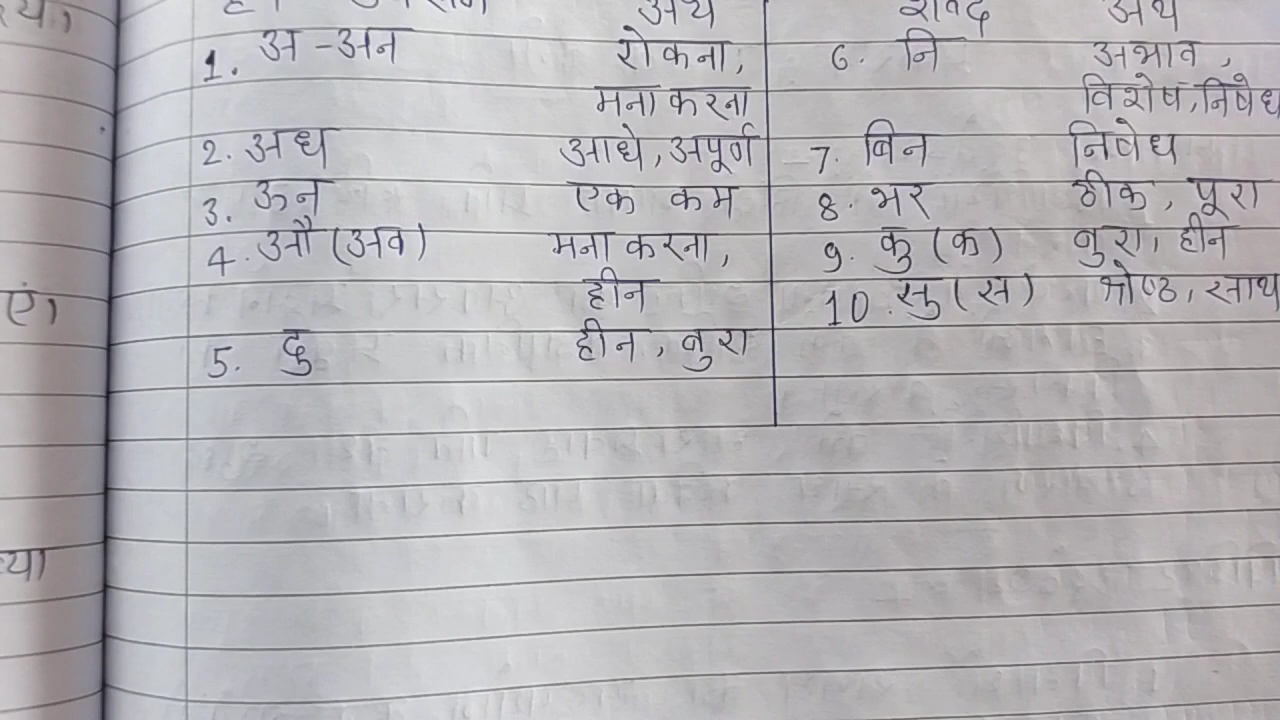 है। उपसर्ग अर्थ
1. अ -अन रोकना,
मना करना
2. अध आधे, अपूर्ण
3. ऊन एक कम
4. औ (अव) मना करना,
हीन
5. दु हीन, बुरा
शब्द अर्थ
6. नि अभाव,
विशेष, निषेध
7. बिन निषेध
8. भर ठीक, पूरा
9. कु (क) बुरा, हीन
10. सु (स) श्रेष्ठ, साथ